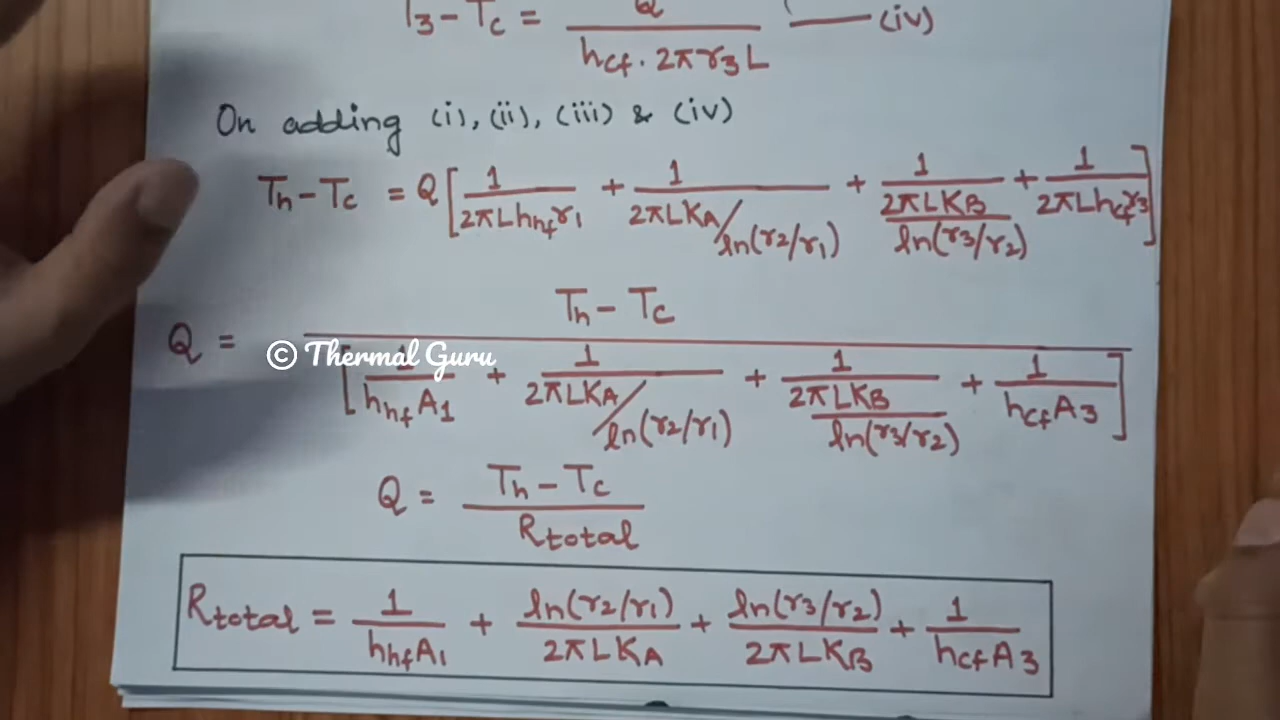 T3 - Tc = Q / hcf . 2πr3L —— (iv)
On adding (i), (ii), (iii) & (iv)
Th - Tc = Q [ 1 / 2πLhhfr1 + 1 / 2πLKA/ln(r2/r1) + 1 / 2πLKB/ln(r3/r2) + 1 / 2πLhcfr3 ]
Q = Th - Tc / [ 1 / hhfA1 + 1 / 2πLKA/ln(r2/r1) + 1 / 2πLKB/ln(r3/r2) + 1 / hcfA3 ]
© Thermal Guru
Q = Th - Tc / Rtotal
Rtotal = 1 / hhfA1 + ln(r2/r1) / 2πLKA + ln(r3/r2) / 2πLKB + 1 / hcfA3